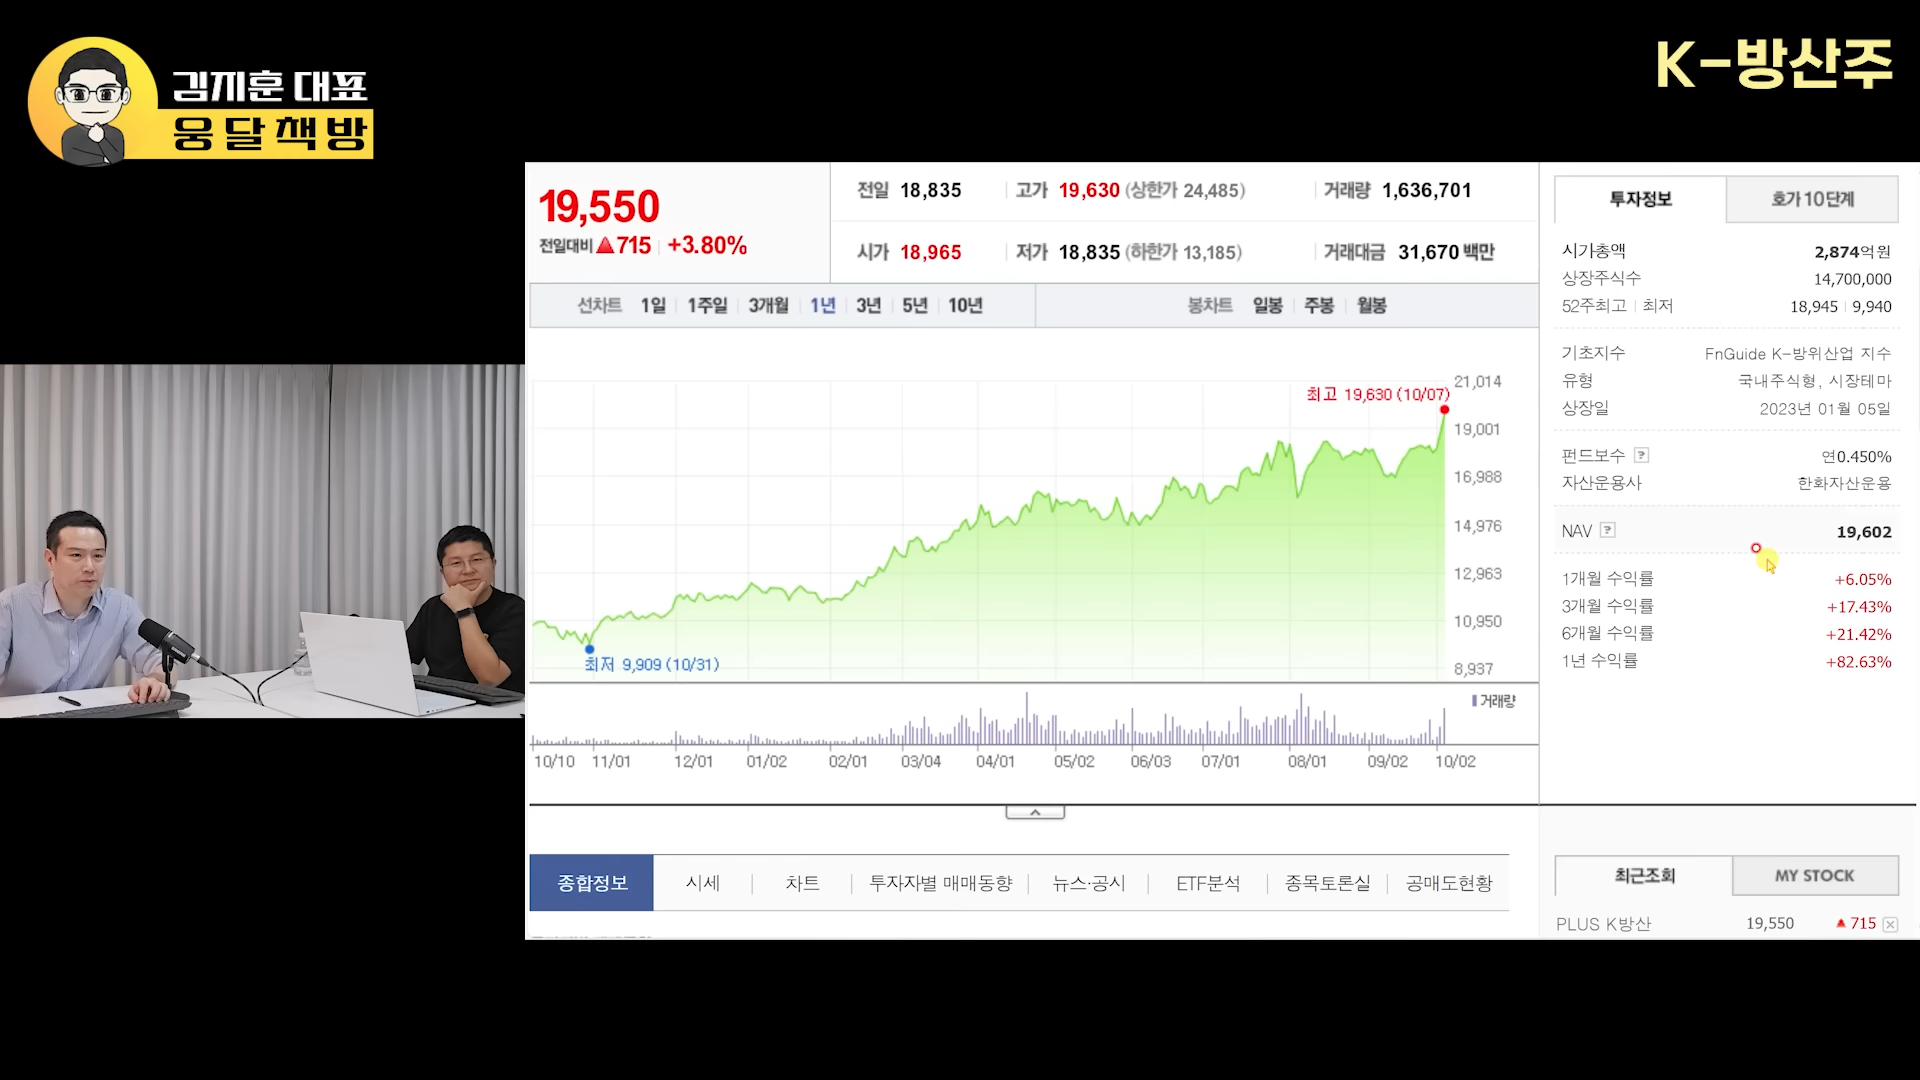 김지훈 대표
웅달책방
K-방산주
19,550
전일대비 ▲715 +3.80%
전일 18,835
고가 19,630 (상한가 24,485)
거래량 1,636,701
시가 18,965
저가 18,835 (하한가 13,185)
거래대금 31,670 백만
선차트 1일 1주일 3개월 1년 3년 5년 10년
봉차트 일봉 주봉 월봉
최고 19,630 (10/07)
최저 9,909 (10/31)
21,014
19,001
16,988
14,976
12,963
10,950
8,937
거래량
10/10 11/01 12/01 01/02 02/01 03/04 04/01 05/02 06/03 07/01 08/01 09/02 10/02
종합정보 시세 차트 투자자별 매매동향 뉴스·공시 ETF분석 종목토론실 공매도현황
투자정보 호가 10단계
시가총액 2,874억원
상장주식수 14,700,000
52주최고 | 최저 18,945 | 9,940
기초지수 FnGuide K-방위산업 지수
유형 국내주식형, 시장테마
상장일 2023년 01월 05일
펀드보수 ? 연0.450%
자산운용사 한화자산운용
NAV ? 19,602
1개월 수익률 +6.05%
3개월 수익률 +17.43%
6개월 수익률 +21.42%
1년 수익률 +82.63%
최근조회 MY STOCK
PLUS K방산 19,550 ▲715